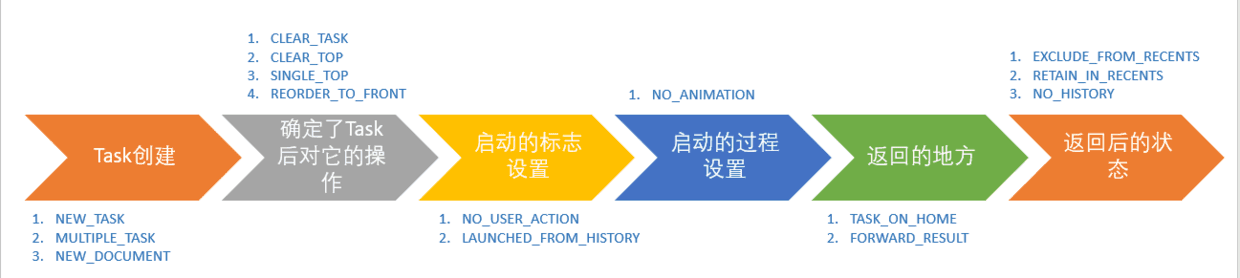 1. CLEAR_TASK
2. CLEAR_TOP
3. SINGLE_TOP
4. REORDER_TO_FRONT
1. NO_ANIMATION
1. EXCLUDE_FROM_RECENTS
2. RETAIN_IN_RECENTS
3. NO_HISTORY
Task创建
确定了Task
后对它的操
作
启动的标志
设置
启动的过程
设置
返回的地方
返回后的状
态
1. NEW_TASK
2. MULTIPLE_TASK
3. NEW_DOCUMENT
1. NO_USER_ACTION
2. LAUNCHED_FROM_HISTORY
1. TASK_ON_HOME
2. FORWARD_RESULT